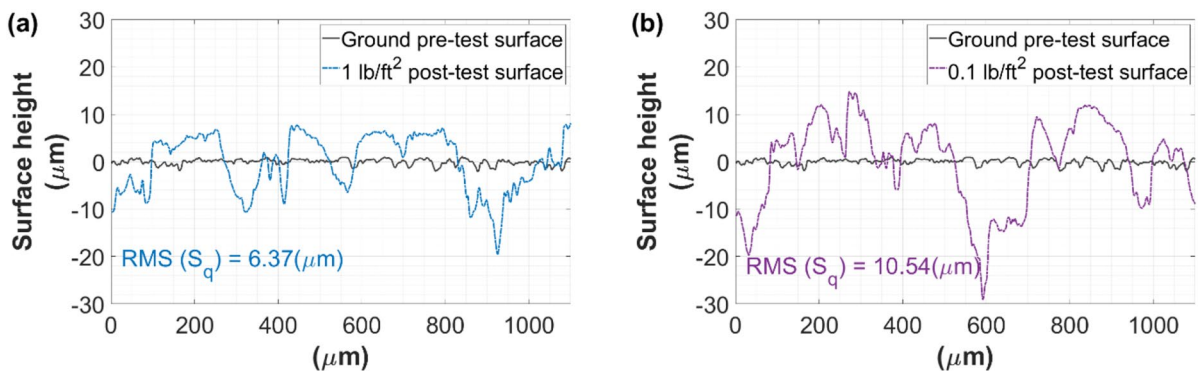 (a)
30
20
10
0
-10
-20
-30
Surface height
(μm)
Ground pre-test surface
1 lb/ft² post-test surface
RMS (Sq) = 6.37(μm)
0 200 400 600 800 1000
(μm)
(b)
30
20
10
0
-10
-20
-30
Surface height
(μm)
Ground pre-test surface
0.1 lb/ft² post-test surface
RMS (Sq) = 10.54(μm)
0 200 400 600 800 1000
(μm)